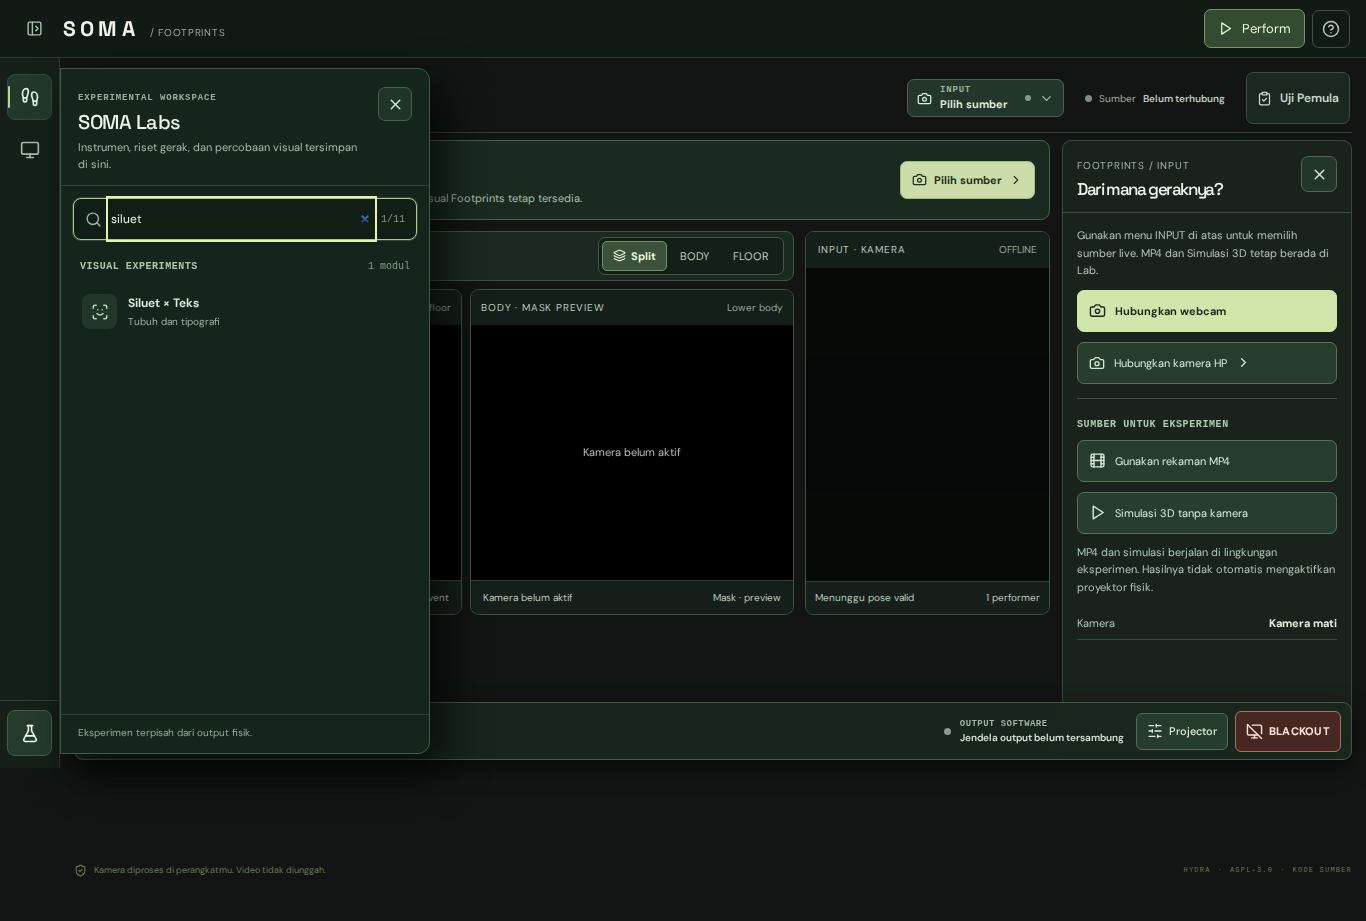 SOMA
/ FOOTPRINTS
Perform
EXPERIMENTAL WORKSPACE
SOMA Labs
Instrumen, riset gerak, dan percobaan visual tersimpan
di sini.
siluet
1/11
VISUAL EXPERIMENTS
1 modul
Siluet × Teks
Tubuh dan tipografi
Eksperimen terpisah dari output fisik.
INPUT
Pilih sumber
Sumber Belum terhubung
Uji Pemula
Footprints tetap tersedia.
Pilih sumber
Split
BODY
FLOOR
floor
BODY · MASK PREVIEW
Lower body
Kamera belum aktif
Kamera belum aktif
Mask · preview
INPUT · KAMERA
OFFLINE
Menunggu pose valid
1 performer
FOOTPRINTS / INPUT
Dari mana geraknya?
Gunakan menu INPUT di atas untuk memilih
sumber live. MP4 dan Simulasi 3D tetap berada di
Lab.
Hubungkan webcam
Hubungkan kamera HP
SUMBER UNTUK EKSPERIMEN
Gunakan rekaman MP4
Simulasi 3D tanpa kamera
MP4 dan simulasi berjalan di lingkungan
eksperimen. Hasilnya tidak otomatis mengaktifkan
proyektor fisik.
Kamera
Kamera mati
OUTPUT SOFTWARE
Jendela output belum tersambung
Projector
BLACKOUT
Kamera diproses di perangkatmu. Video tidak diunggah.
HYDRA · AGPL-3.0 · KODE SUMBER